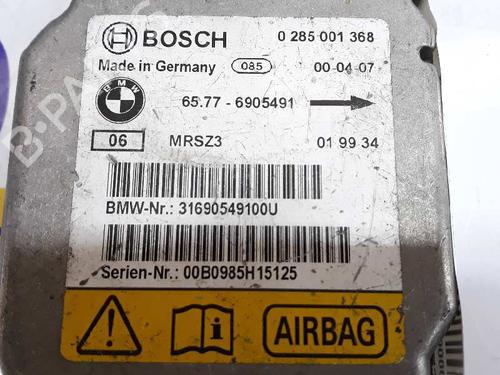 BOSCH 0 285 001 368
Made in Germany 085 00-04-07
BMW
65.77 - 6905491
06 MRSZ3 01 99 34
BMW-Nr.: 31690549100U
Serien-Nr.: 00B0985H15125
AIRBAG